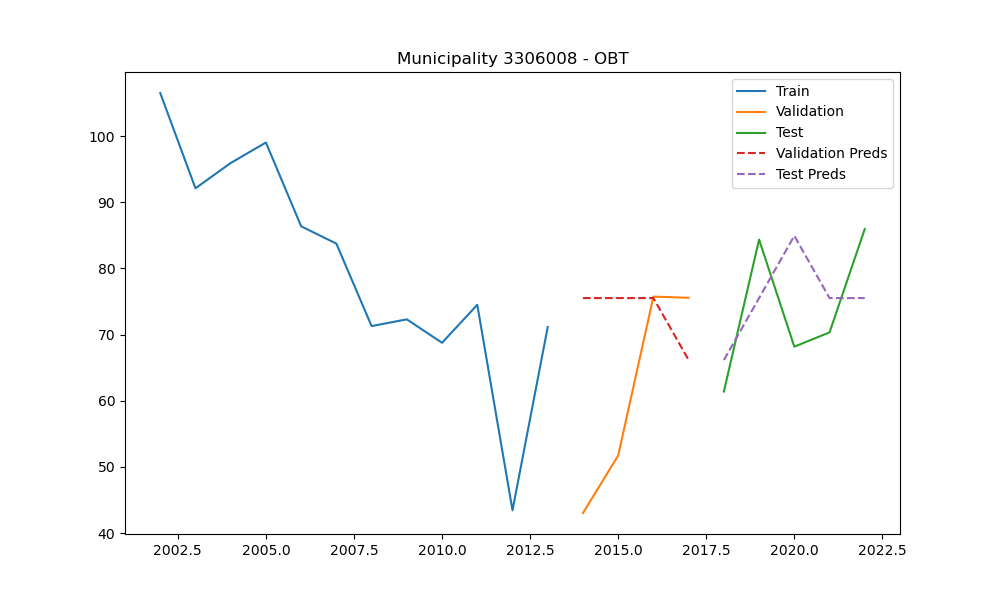 Municipality 3306008 - OBT
Train
Validation
Test
Validation Preds
Test Preds
100
90
80
70
60
50
40
2002.5 2005.0 2007.5 2010.0 2012.5 2015.0 2017.5 2020.0 2022.5